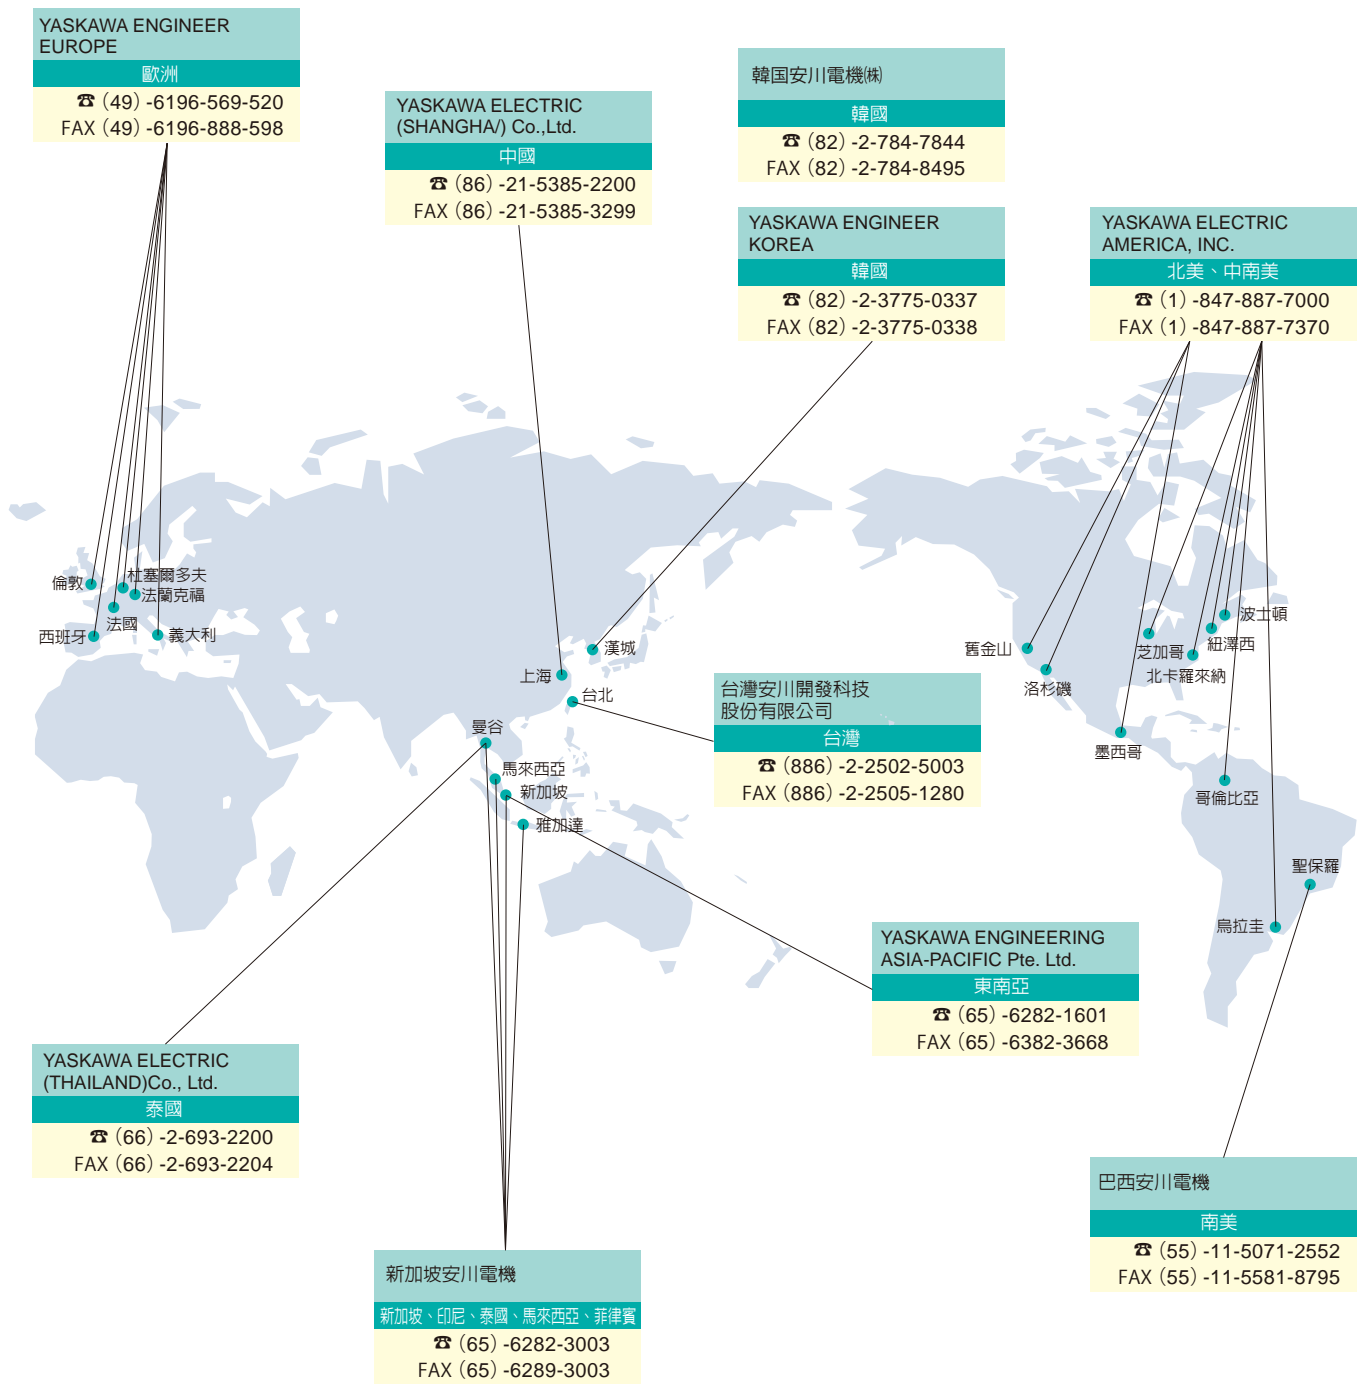 YASKAWA ENGINEER
EUROPE
歐洲
☎ (49) -6196-569-520
FAX (49) -6196-888-598
YASKAWA ELECTRIC
(SHANGHA/) Co.,Ltd.
中國
☎ (86) -21-5385-2200
FAX (86) -21-5385-3299
韓国安川電機㈱
韓國
☎ (82) -2-784-7844
FAX (82) -2-784-8495
YASKAWA ENGINEER
KOREA
韓國
☎ (82) -2-3775-0337
FAX (82) -2-3775-0338
YASKAWA ELECTRIC
AMERICA, INC.
北美、中南美
☎ (1) -847-887-7000
FAX (1) -847-887-7370
倫敦
杜塞爾多夫
法蘭克福
法國
西班牙
義大利
漢城
上海
台北
曼谷
馬來西亞
新加坡
雅加達
舊金山
洛杉磯
芝加哥
波士頓
紐澤西
北卡羅來納
墨西哥
哥倫比亞
聖保羅
烏拉圭
台灣安川開發科技
股份有限公司
台灣
☎ (886) -2-2502-5003
FAX (886) -2-2505-1280
YASKAWA ENGINEERING
ASIA-PACIFIC Pte. Ltd.
東南亞
☎ (65) -6282-1601
FAX (65) -6382-3668
YASKAWA ELECTRIC
(THAILAND)Co., Ltd.
泰國
☎ (66) -2-693-2200
FAX (66) -2-693-2204
巴西安川電機
南美
☎ (55) -11-5071-2552
FAX (55) -11-5581-8795
新加坡安川電機
新加坡、印尼、泰國、馬來西亞、菲律賓
☎ (65) -6282-3003
FAX (65) -6289-3003